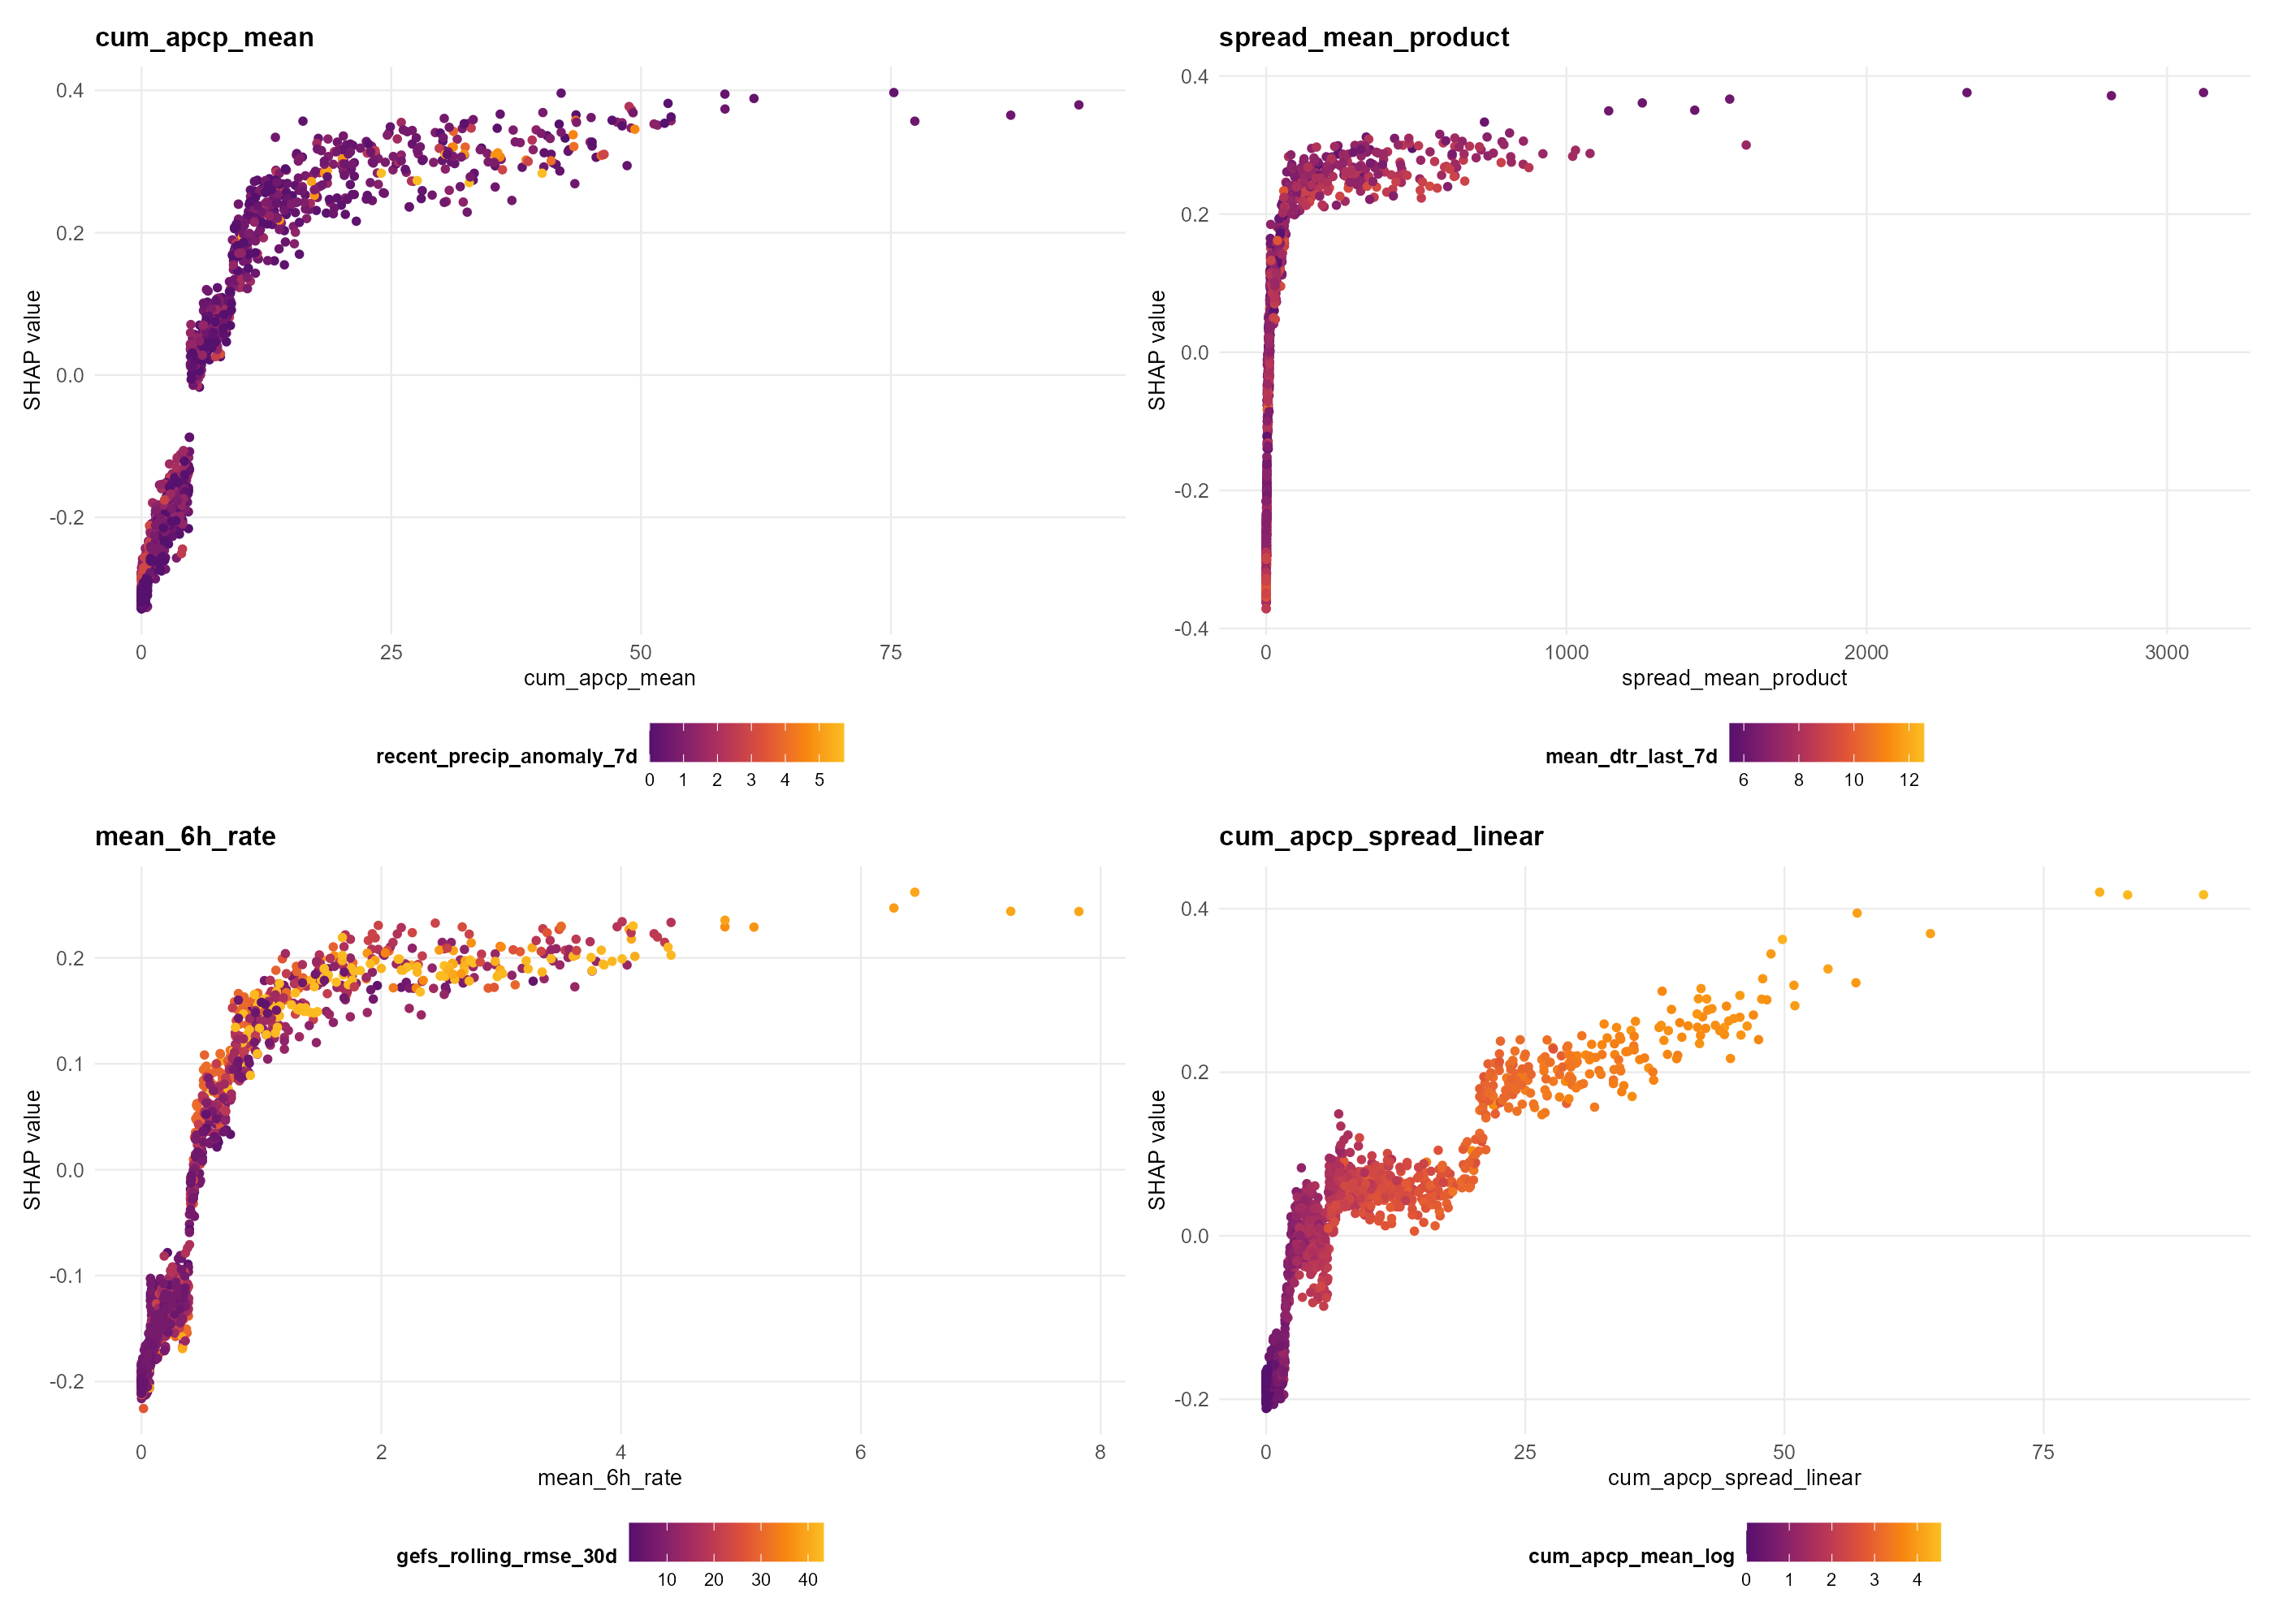 cum_apcp_mean
0.4
0.2
0.0
-0.2
SHAP value
0 25 50 75
cum_apcp_mean
recent_precip_anomaly_7d
0 1 2 3 4 5
spread_mean_product
0.4
0.2
0.0
-0.2
-0.4
SHAP value
0 1000 2000 3000
spread_mean_product
mean_dtr_last_7d
6 8 10 12
mean_6h_rate
0.2
0.1
0.0
-0.1
-0.2
SHAP value
0 2 4 6 8
mean_6h_rate
gefs_rolling_rmse_30d
10 20 30 40
cum_apcp_spread_linear
0.4
0.2
0.0
-0.2
SHAP value
0 25 50 75
cum_apcp_spread_linear
cum_apcp_mean_log
0 1 2 3 4